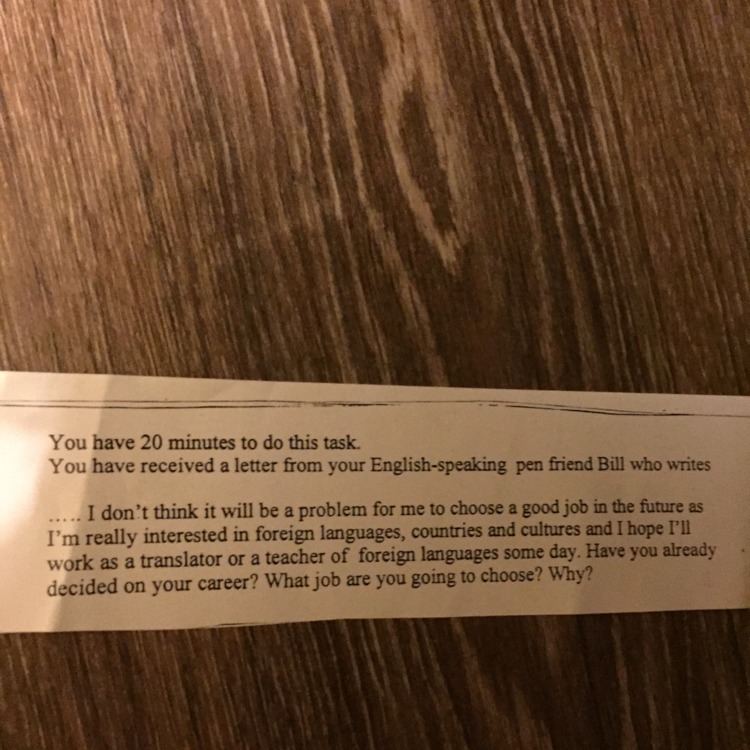 You have 20 minutes to do this task.
You have received a letter from your English-speaking pen friend Bill who writes
..... I don't think it will be a problem for me to choose a good job in the future as
I'm really interested in foreign languages, countries and cultures and I hope I'll
work as a translator or a teacher of foreign languages some day. Have you already
decided on your career? What job are you going to choose? Why?